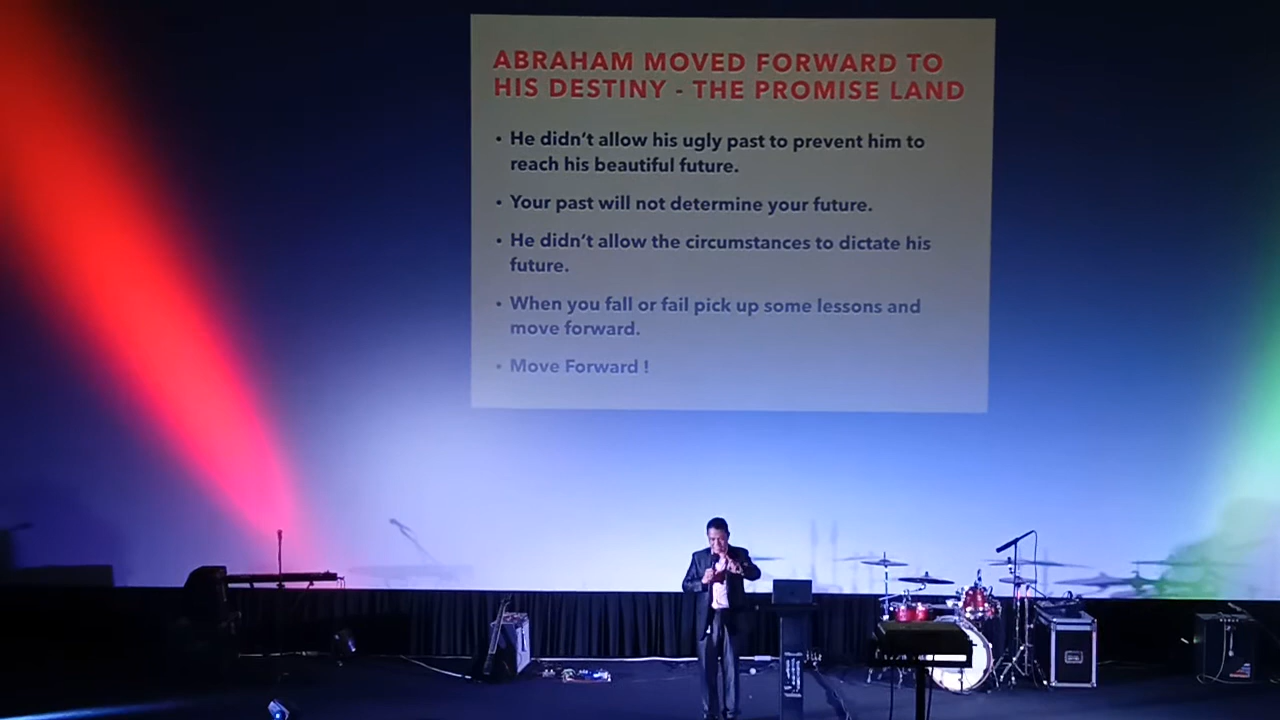 ABRAHAM MOVED FORWARD TO
HIS DESTINY - THE PROMISE LAND
• He didn't allow his ugly past to prevent him to
reach his beautiful future.
• Your past will not determine your future.
• He didn't allow the circumstances to dictate his
future.
• When you fall or fail pick up some lessons and
move forward.
• Move Forward !